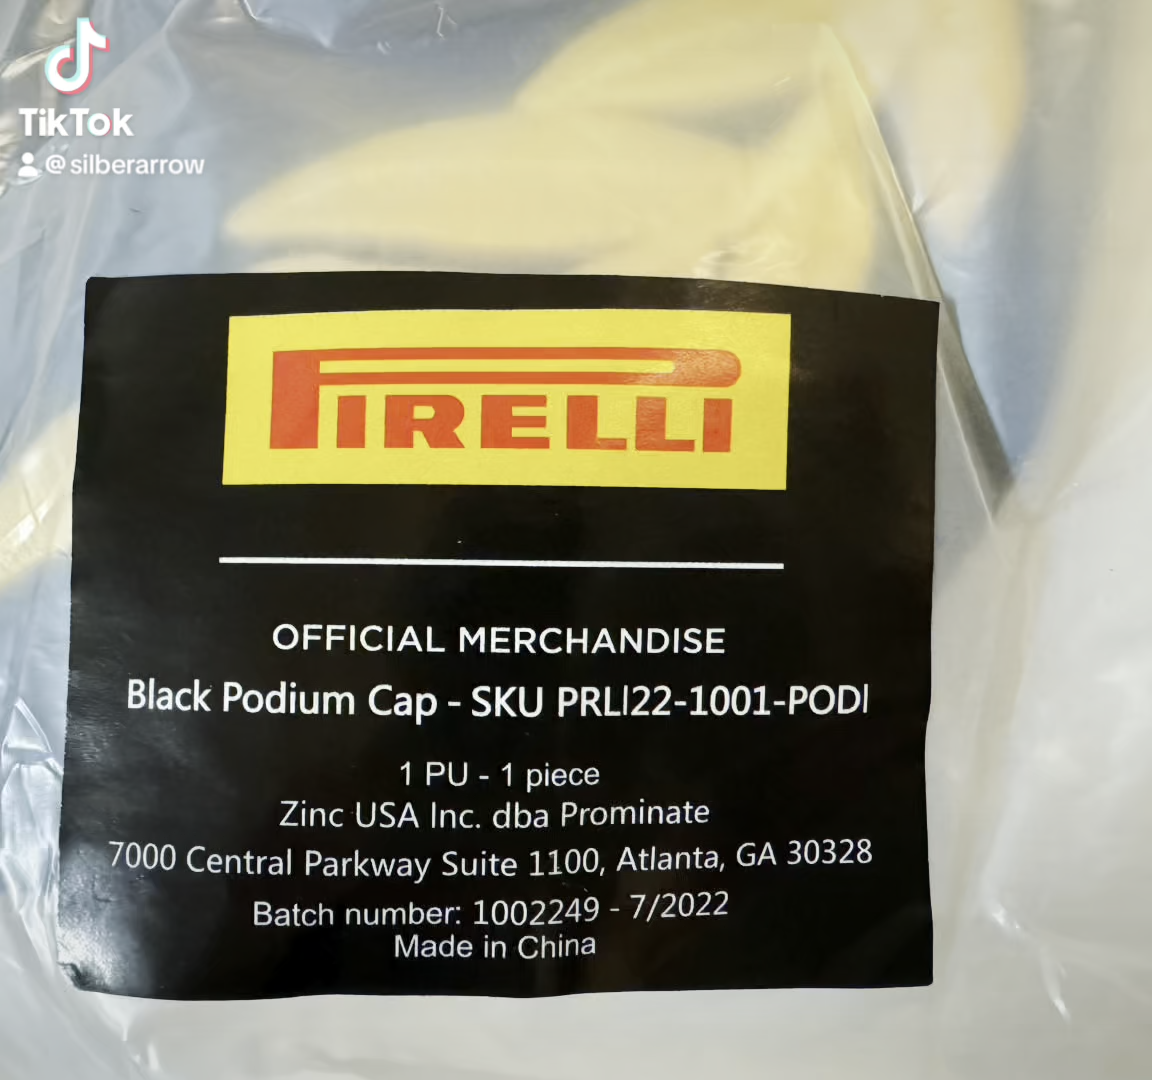 TikTok
@silberarrow
PIRELLI
OFFICIAL MERCHANDISE
Black Podium Cap - SKU PRLI22-1001-PODI
1 PU - 1 piece
Zinc USA Inc. dba Prominate
7000 Central Parkway Suite 1100, Atlanta, GA 30328
Batch number: 1002249 - 7/2022
Made in China